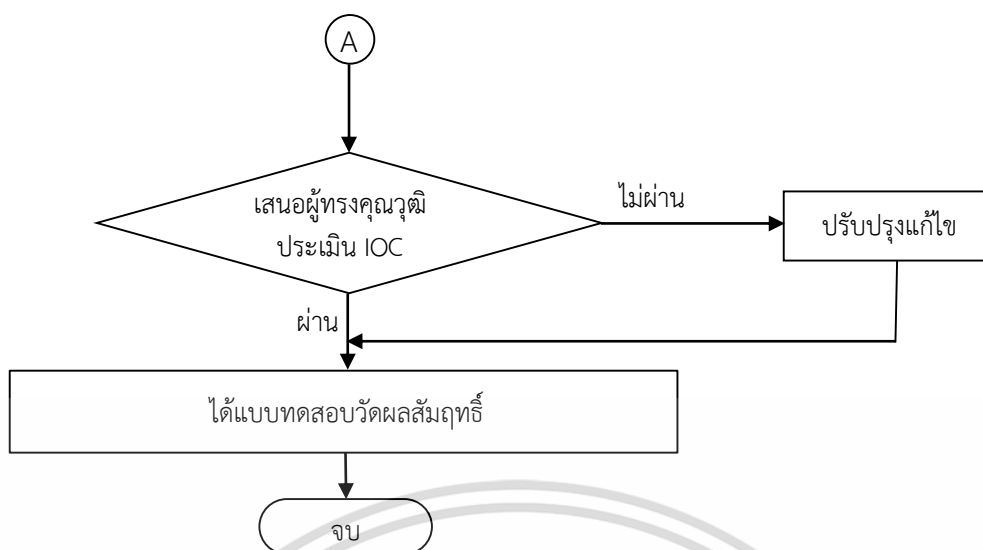 A
เสนอผู้ทรงคุณวุฒิ
ประเมิน IOC
ไม่ผ่าน
ปรับปรุงแก้ไข
ผ่าน
ได้แบบทดสอบวัดผลสัมฤทธิ์
จบ